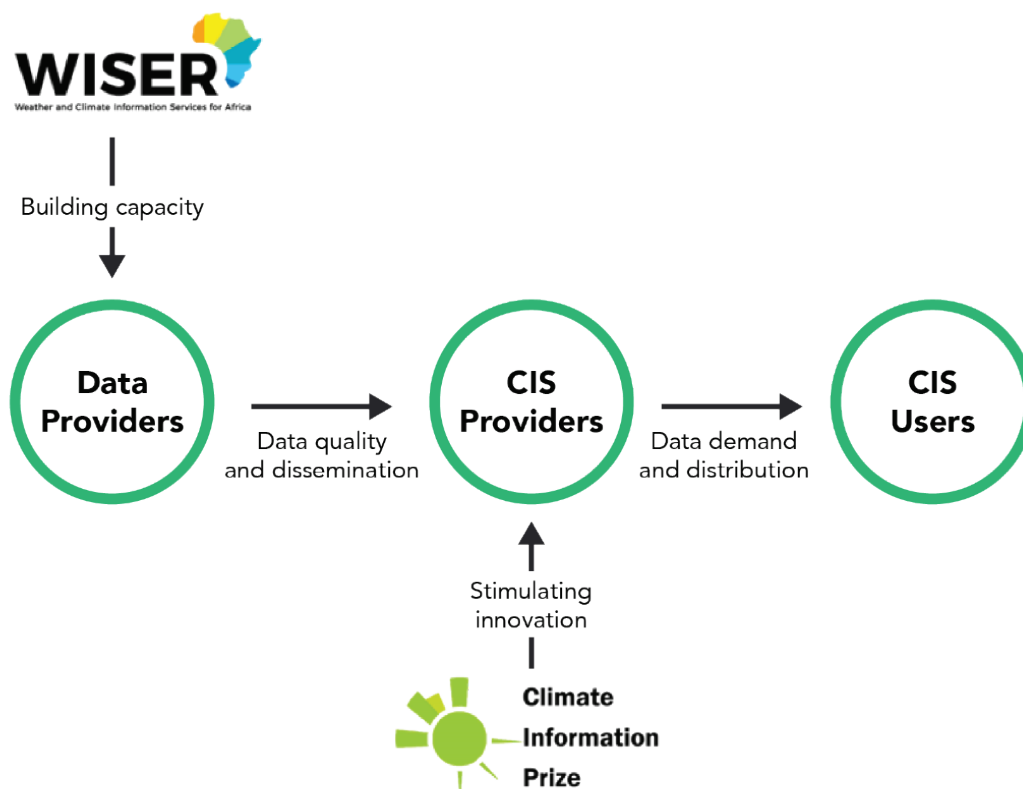 WISER
Weather and Climate Information Services for Africa
Building capacity
Data
Providers
Data quality
and dissemination
CIS
Providers
Data demand
and distribution
CIS
Users
Stimulating
innovation
Climate
Information
Prize